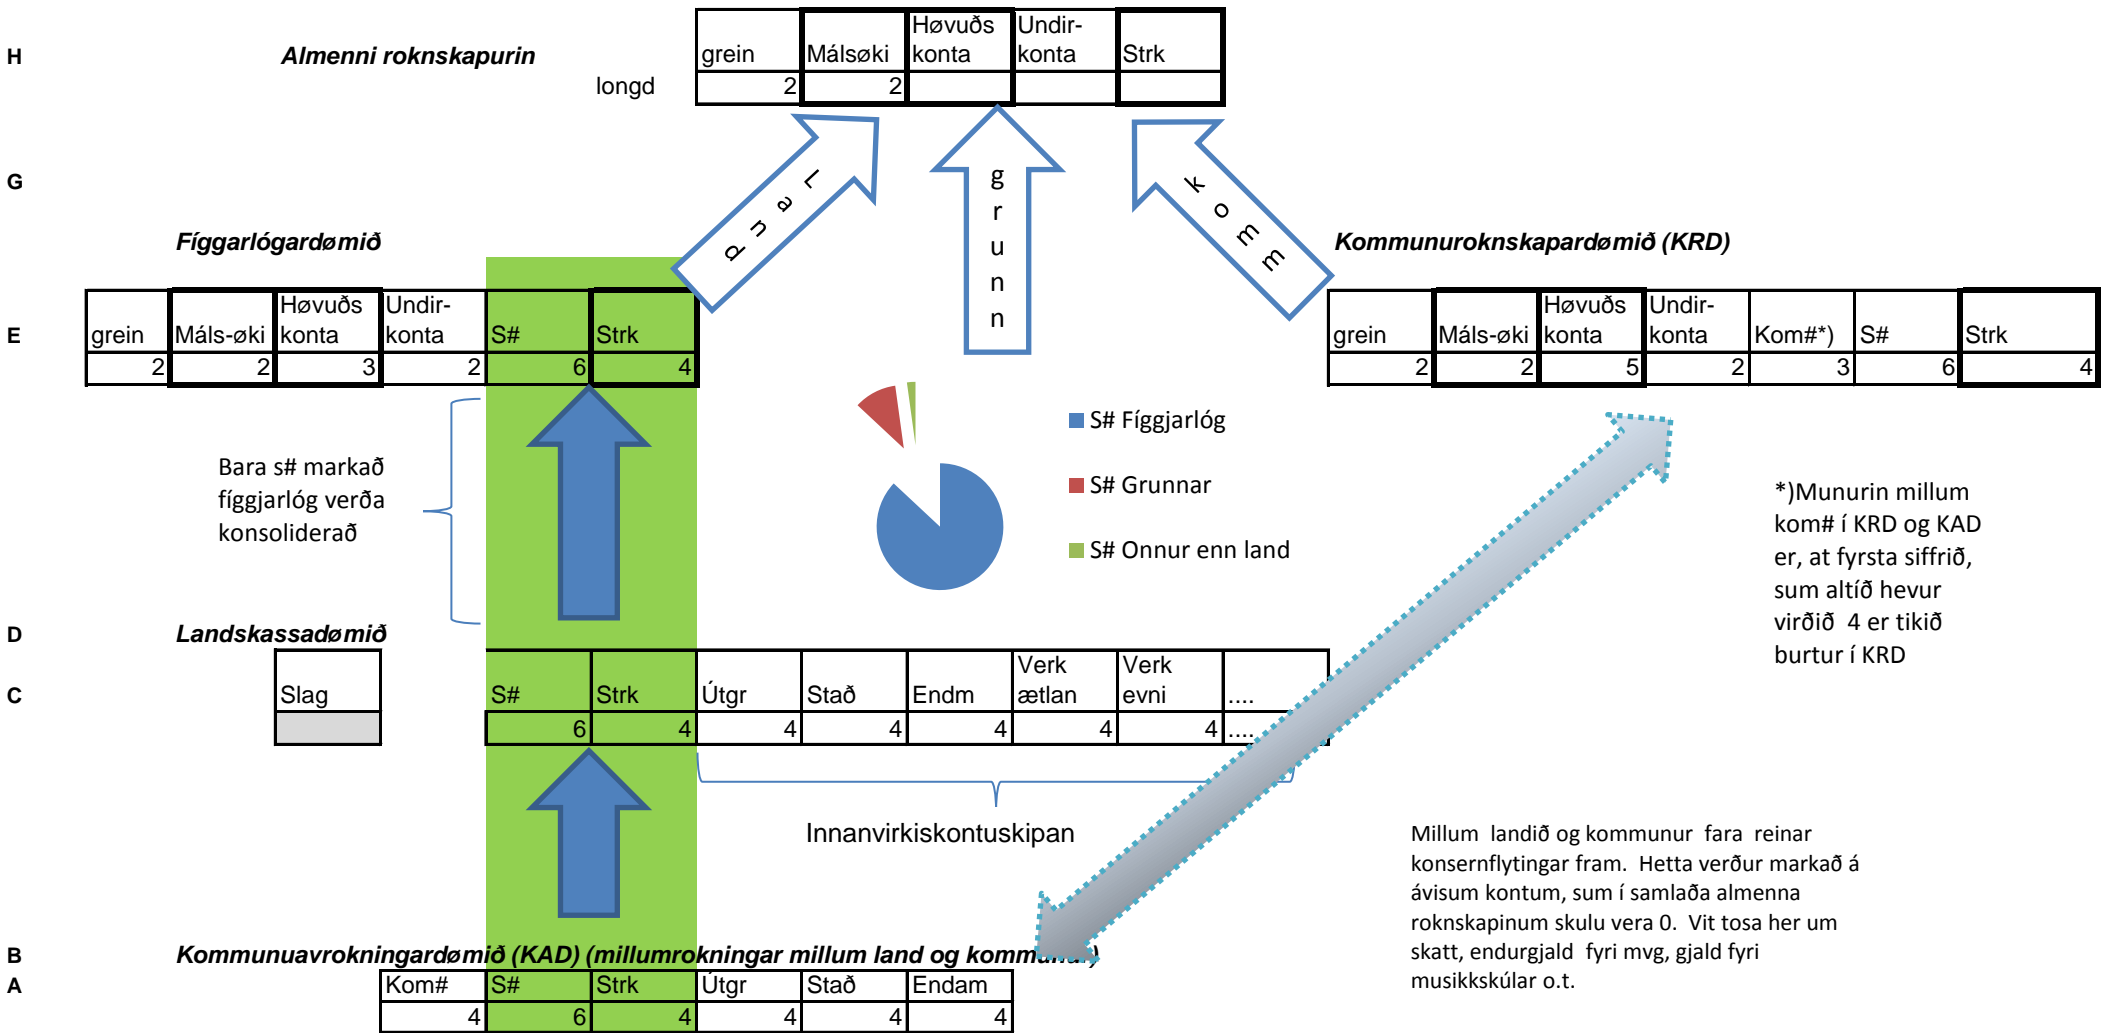 H
Almenni roknskapurin
longd
grein Málsøki Høvuðs konta Undir-konta Strk
2 2
G
L a n d
g r u n n
k o m m
Fíggarlógardømið
Kommunuroknskapardømið (KRD)
E
grein Máls-øki Høvuðs konta Undir-konta S# Strk
2 2 3 2 6 4
grein Máls-øki Høvuðs konta Undir-konta Kom#*) S# Strk
2 2 5 2 3 6 4
Bara s# markað
fíggjarlóg verða
konsoliderað
S# Fíggjarlóg
S# Grunnar
S# Onnur enn land
*)Munurin millum
kom# í KRD og KAD
er, at fyrsta siffrið,
sum altíð hevur
virðið 4 er tikið
burtur í KRD
D
Landskassadømið
C
Slag
S# Strk Útgr Stað Endm Verk ætlan Verk evni ....
6 4 4 4 4 4 4 ....
Innanvirkiskontuskipan
Millum landið og kommunur fara reinar
konsernflytingar fram. Hetta verður markað á
ávisum kontum, sum í samlaða almenna
roknskapinum skulu vera 0. Vit tosa her um
skatt, endurgjald fyri mvg, gjald fyri
musikkskúlar o.t.
B
Kommunuavrokningardømið (KAD) (millumrokningar millum land og kommunur)
A
Kom# S# Strk Útgr Stað Endam
4 6 4 4 4 4